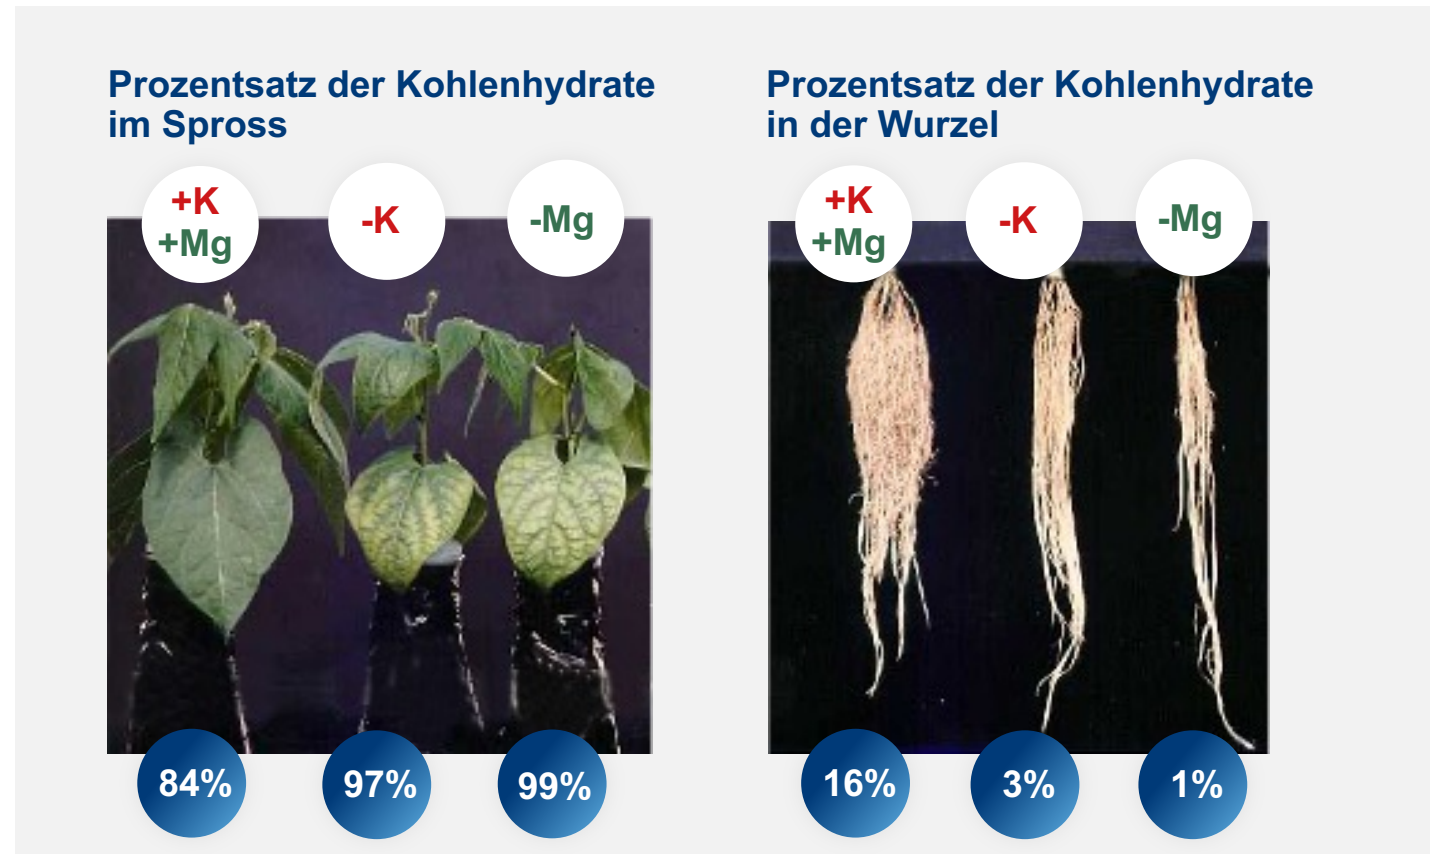 Prozentsatz der Kohlenhydrate
im Spross
+K
+Mg
-K
-Mg
84%
97%
99%
Prozentsatz der Kohlenhydrate
in der Wurzel
+K
+Mg
-K
-Mg
16%
3%
1%